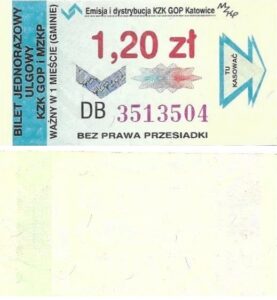 BILET JEDNORAZOWY
ULGOWY
KZK GOP i MZKP
WAŻNY W 1 MIEŚCIE (GMINIE)
Emisja i dystrybucja KZK GOP Katowice
MZKP
1,20 zł
DB 3513504
BEZ PRAWA PRZESIADKI
TU
KASOWAĆ